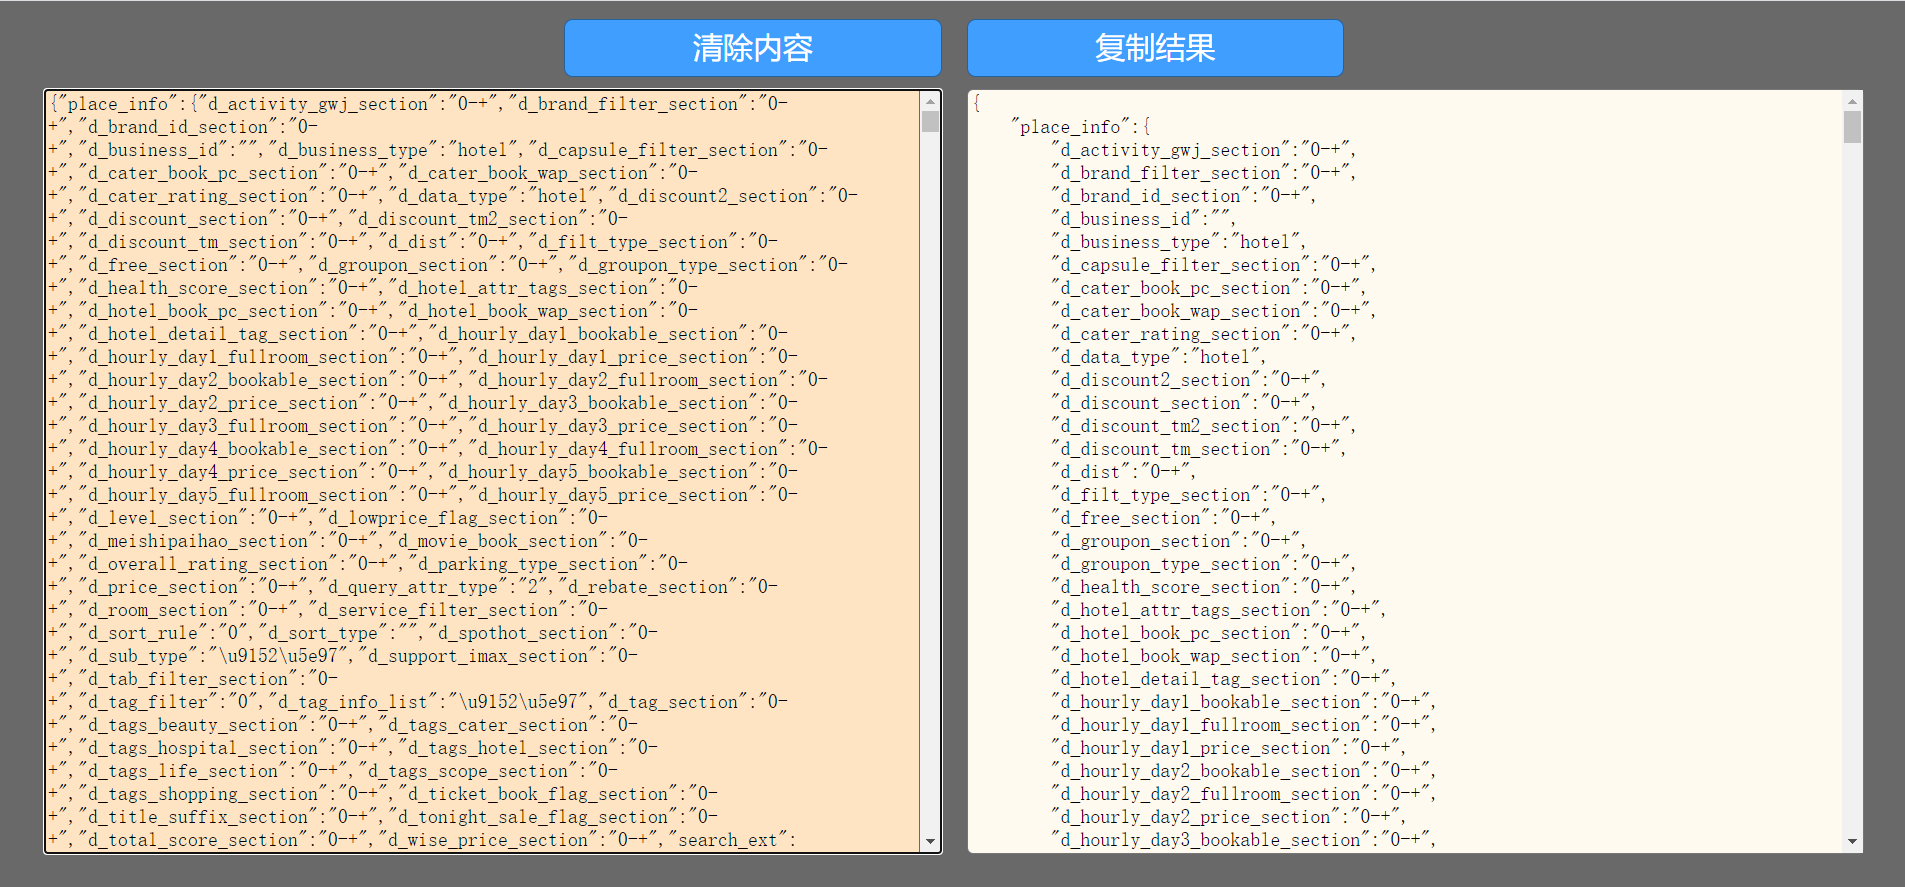 清除内容
复制结果
{"place_info":{"d_activity_gwj_section":"0-+","d_brand_filter_section":"0-
+","d_brand_id_section":"0-
+","d_business_id":"","d_business_type":"hotel","d_capsule_filter_section":"0-
+","d_cater_book_pc_section":"0-+","d_cater_book_wap_section":"0-
+","d_cater_rating_section":"0-+","d_data_type":"hotel","d_discount2_section":"0-
+","d_discount_section":"0-+","d_discount_tm2_section":"0-
+","d_discount_tm_section":"0-+","d_dist":"0-+","d_filt_type_section":"0-
+","d_free_section":"0-+","d_groupon_section":"0-+","d_groupon_type_section":"0-
+","d_health_score_section":"0-+","d_hotel_attr_tags_section":"0-
+","d_hotel_book_pc_section":"0-+","d_hotel_book_wap_section":"0-
+","d_hotel_detail_tag_section":"0-+","d_hourly_day1_bookable_section":"0-
+","d_hourly_day1_fullroom_section":"0-+","d_hourly_day1_price_section":"0-
+","d_hourly_day2_bookable_section":"0-+","d_hourly_day2_fullroom_section":"0-
+","d_hourly_day2_price_section":"0-+","d_hourly_day3_bookable_section":"0-
+","d_hourly_day3_fullroom_section":"0-+","d_hourly_day3_price_section":"0-
+","d_hourly_day4_bookable_section":"0-+","d_hourly_day4_fullroom_section":"0-
+","d_hourly_day4_price_section":"0-+","d_hourly_day5_bookable_section":"0-
+","d_hourly_day5_fullroom_section":"0-+","d_hourly_day5_price_section":"0-
+","d_level_section":"0-+","d_lowprice_flag_section":"0-
+","d_meishipaihao_section":"0-+","d_movie_book_section":"0-
+","d_overall_rating_section":"0-+","d_parking_type_section":"0-
+","d_price_section":"0-+","d_query_attr_type":"2","d_rebate_section":"0-
+","d_room_section":"0-+","d_service_filter_section":"0-
+","d_sort_rule":"0","d_sort_type":"","d_spothot_section":"0-
+","d_sub_type":"\u9152\u5e97","d_support_imax_section":"0-
+","d_tab_filter_section":"0-
+","d_tag_filter":"0","d_tag_info_list":"\u9152\u5e97","d_tag_section":"0-
+","d_tags_beauty_section":"0-+","d_tags_cater_section":"0-
+","d_tags_hospital_section":"0-+","d_tags_hotel_section":"0-
+","d_tags_life_section":"0-+","d_tags_scope_section":"0-
+","d_tags_shopping_section":"0-+","d_ticket_book_flag_section":"0-
+","d_title_suffix_section":"0-+","d_tonight_sale_flag_section":"0-
+","d_total_score_section":"0-+","d_wise_price_section":"0-+","search_ext":
{
"place_info":{
"d_activity_gwj_section":"0-+",
"d_brand_filter_section":"0-+",
"d_brand_id_section":"0-+",
"d_business_id":"",
"d_business_type":"hotel",
"d_capsule_filter_section":"0-+",
"d_cater_book_pc_section":"0-+",
"d_cater_book_wap_section":"0-+",
"d_cater_rating_section":"0-+",
"d_data_type":"hotel",
"d_discount2_section":"0-+",
"d_discount_section":"0-+",
"d_discount_tm2_section":"0-+",
"d_discount_tm_section":"0-+",
"d_dist":"0-+",
"d_filt_type_section":"0-+",
"d_free_section":"0-+",
"d_groupon_section":"0-+",
"d_groupon_type_section":"0-+",
"d_health_score_section":"0-+",
"d_hotel_attr_tags_section":"0-+",
"d_hotel_book_pc_section":"0-+",
"d_hotel_book_wap_section":"0-+",
"d_hotel_detail_tag_section":"0-+",
"d_hourly_day1_bookable_section":"0-+",
"d_hourly_day1_fullroom_section":"0-+",
"d_hourly_day1_price_section":"0-+",
"d_hourly_day2_bookable_section":"0-+",
"d_hourly_day2_fullroom_section":"0-+",
"d_hourly_day2_price_section":"0-+",
"d_hourly_day3_bookable_section":"0-+",